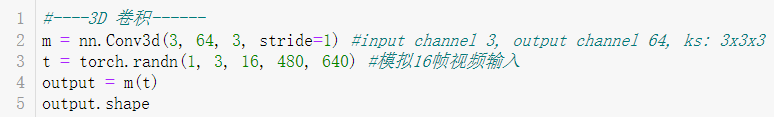 1 #----3D 卷积------
2 m = nn.Conv3d(3, 64, 3, stride=1) #input channel 3, output channel 64, ks: 3x3x3
3 t = torch.randn(1, 3, 16, 480, 640) #模拟16帧视频输入
4 output = m(t)
5 output.shape